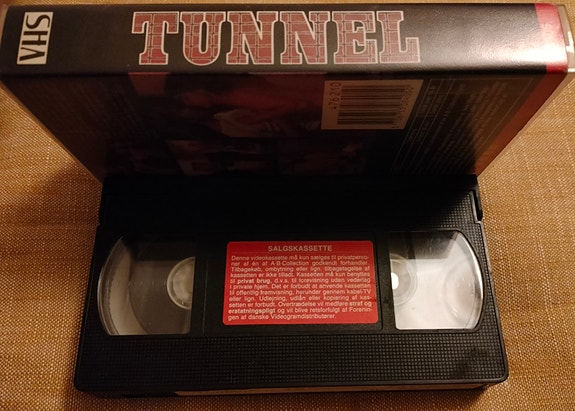 VHS
TUNNEL
SALGSKASSETTE
Denne videokassette må kun sælges til privatperso-
ner af én af A-B-Collection godkendt forhandler.
Tilbagekøb, ombytning eller lign. tilbagetagelse af
kassetten er ikke tilladt. Kassetten må kun benyttes
til privat brug, d.v.s. til forevisning uden vederlag
i private hjem. Det er forbudt at anvende kassetten
til offentlig fremvisning, herunder gennem kabel-TV
eller lign. Udlejning, udlån eller kopiering af kas-
setten er forbudt. Overtrædelse vil medføre straf og
erstatningspligt og vil blive retsforfulgt af Forenin-
gen af danske Videogramdistributører.